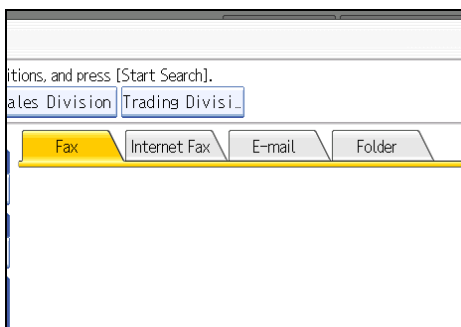 itions, and press [Start Search].
ales Division Trading Divisi...
Fax Internet Fax E-mail Folder